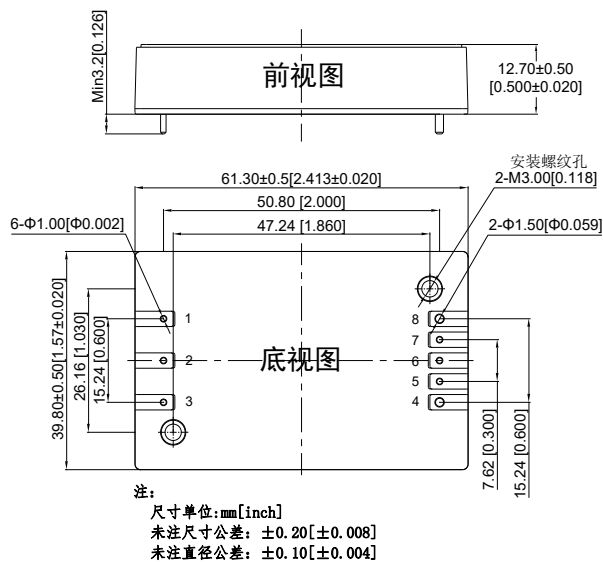 Min3.2[0.126]
前视图
12.70±0.50
[0.500±0.020]
安装螺纹孔
2-M3.00[0.118]
61.30±0.5[2.413±0.020]
50.80 [2.000]
47.24 [1.860]
6-Φ1.00[Φ0.002]
2-Φ1.50[Φ0.059]
39.80±0.50[1.57±0.020]
26.16 [1.030]
15.24 [0.600]
1
2
3
底视图
8
7
6
5
4
7.62 [0.300]
15.24 [0.600]
注:
尺寸单位:mm[inch]
未注尺寸公差: ±0.20[±0.008]
未注直径公差: ±0.10[±0.004]